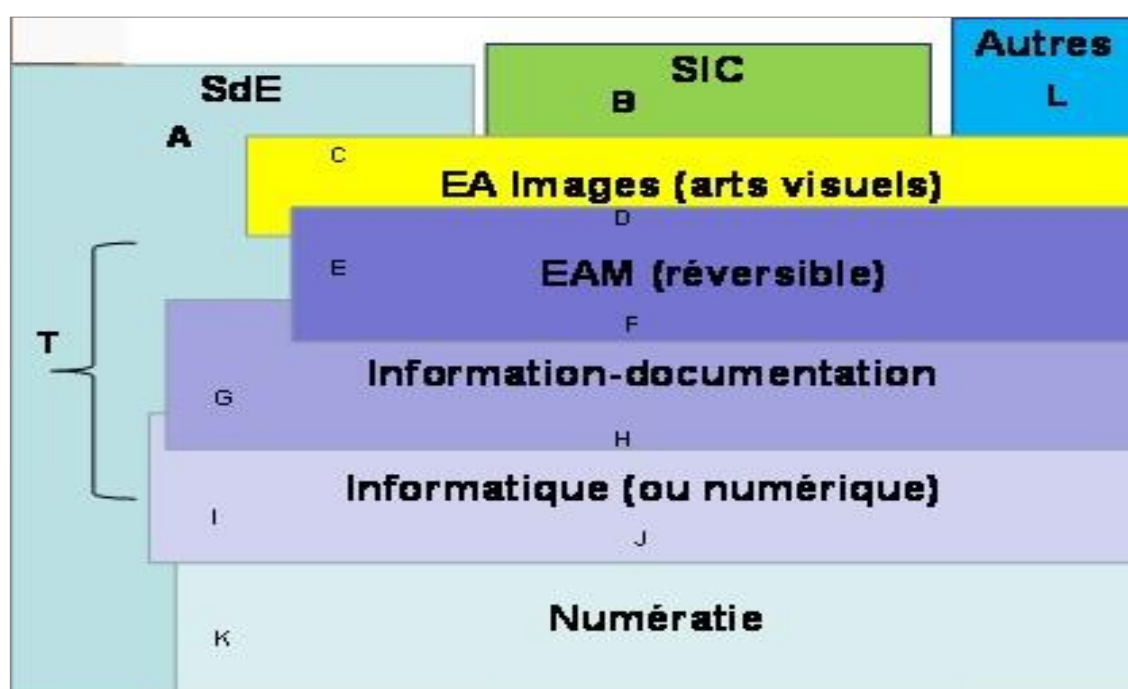 Autres
SIC
SdE
B
L
A
C
EA Images (arts visuels)
D
E
EAM (réversible)
F
T
Information-documentation
G
H
Informatique (ou numérique)
I
J
Numératie
K